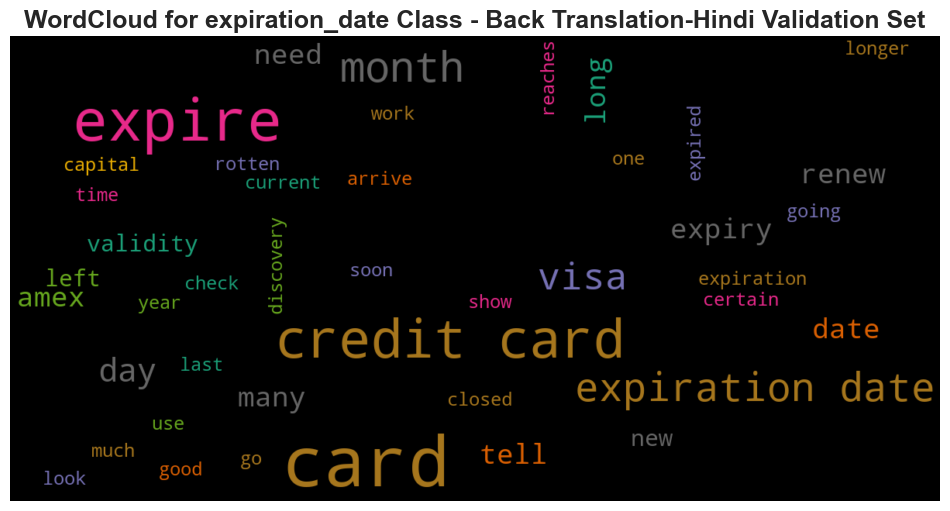 WordCloud for expiration_date Class - Back Translation-Hindi Validation Set
need
month
reaches
long
longer
expire
work
expired
capital
rotten
current
arrive
one
renew
time
going
validity
discovery
expiry
left
check
soon
visa
expiration
amex
year
show
certain
credit card
date
day
last
many
closed
expiration date
use
new
much
look
good
go
card
tell